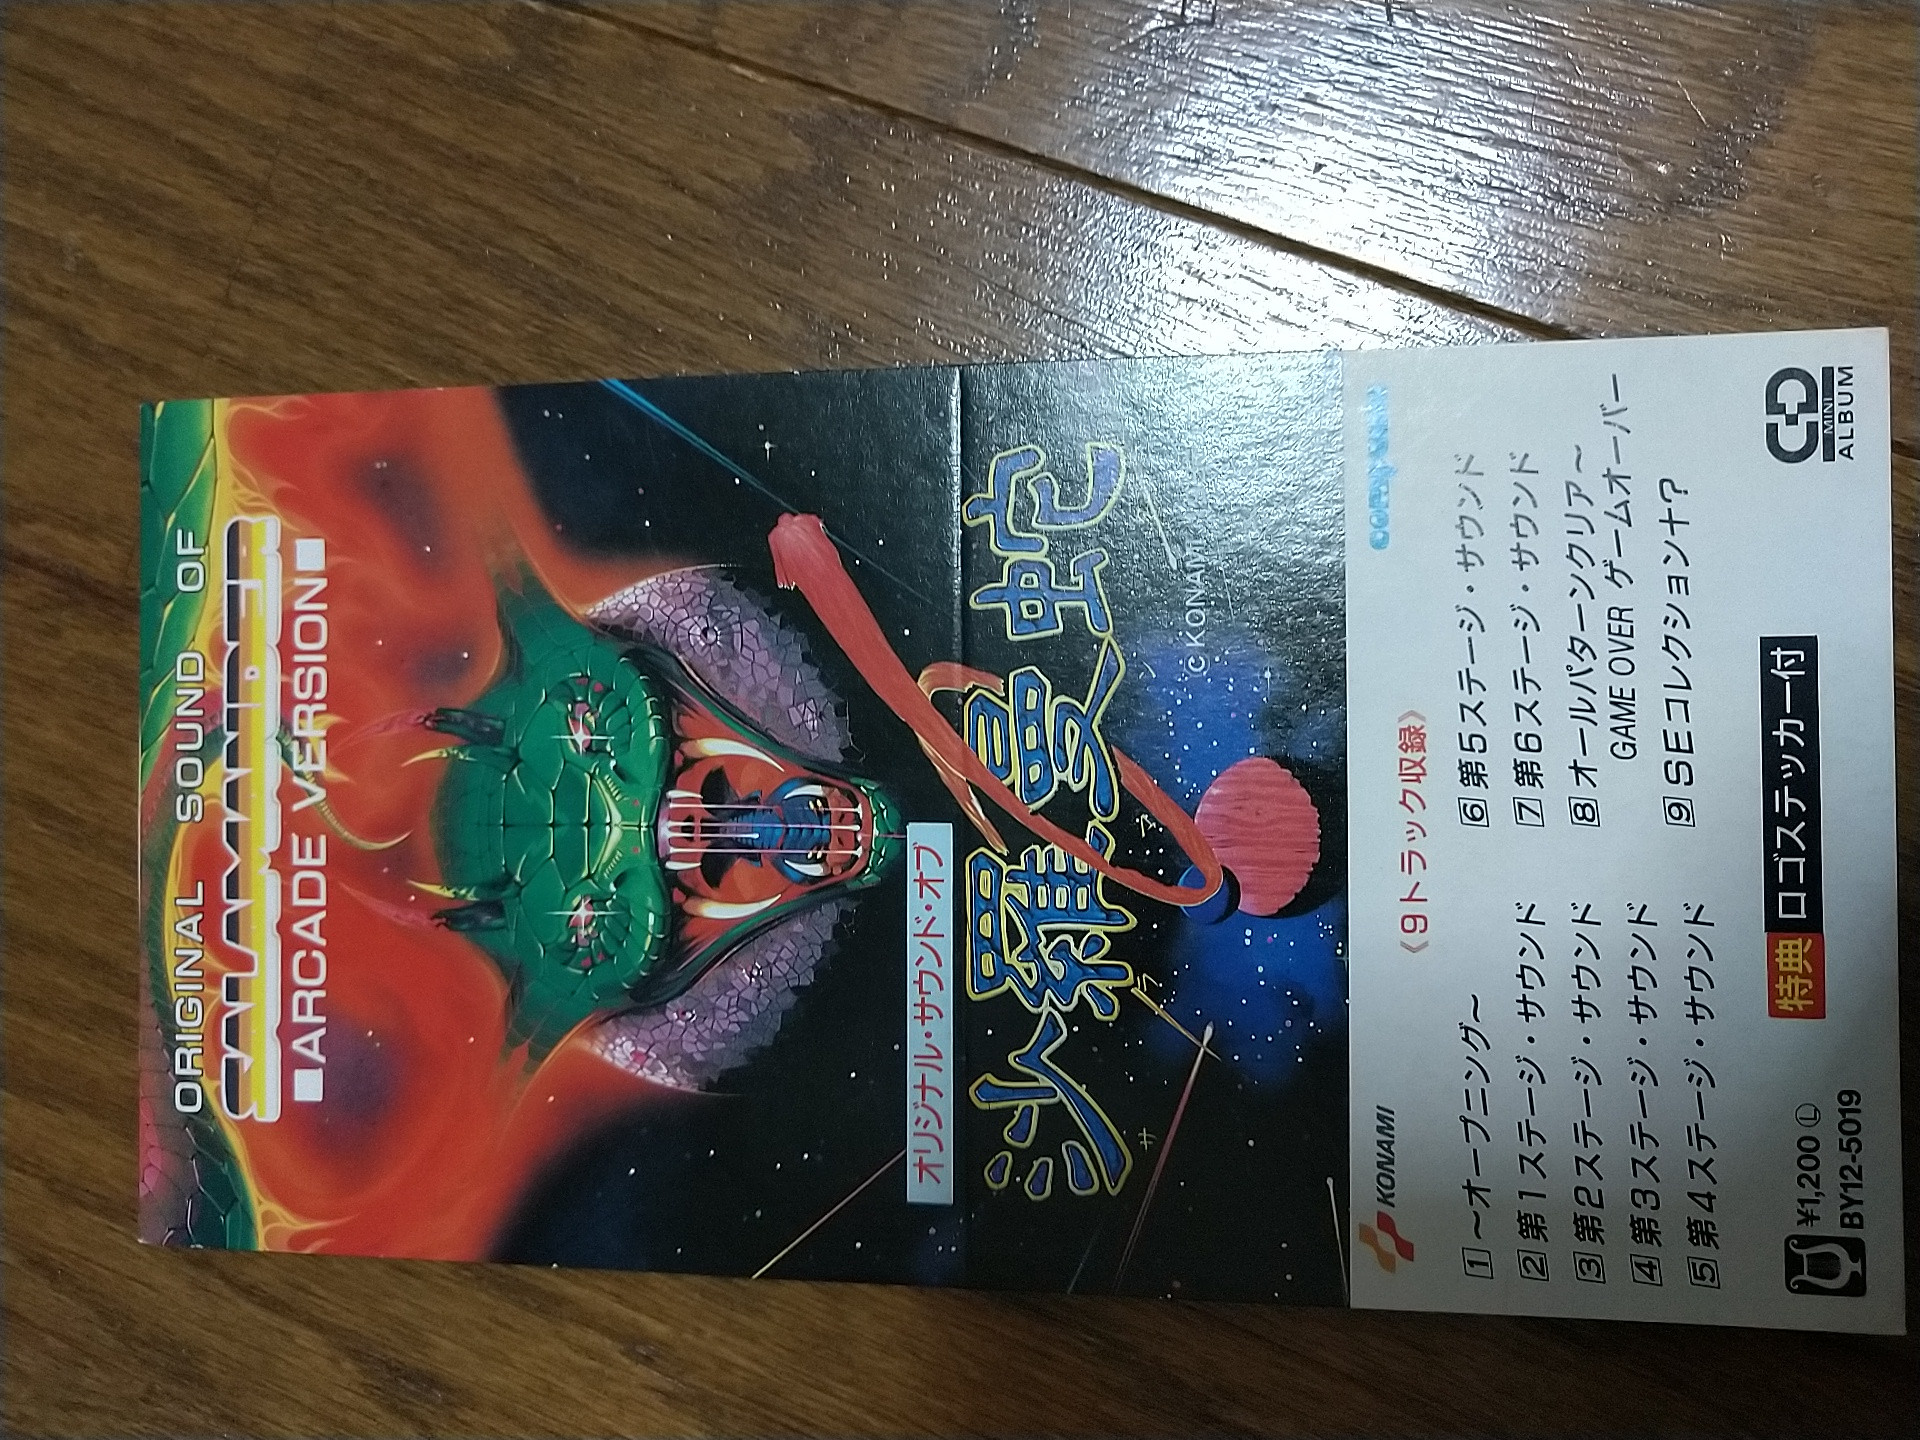 ORIGINAL SOUND OF
SALAMANDER
■ARCADE VERSION■
オリジナル・サウンド・オブ
沙羅曼蛇
サ ラ マ
© KONAMI
KONAMI
《9トラック収録》
1 〜オープニング〜
2 第1ステージ・サウンド
3 第2ステージ・サウンド
4 第3ステージ・サウンド
5 第4ステージ・サウンド
6 第5ステージ・サウンド
7 第6ステージ・サウンド
8 オールパターンクリア〜
GAME OVER ゲームオーバー
9 SEコレクションナ?
特典 ロゴステッカー付
¥1,200 Ⓛ
BY12-5019
CD
MINI
ALBUM